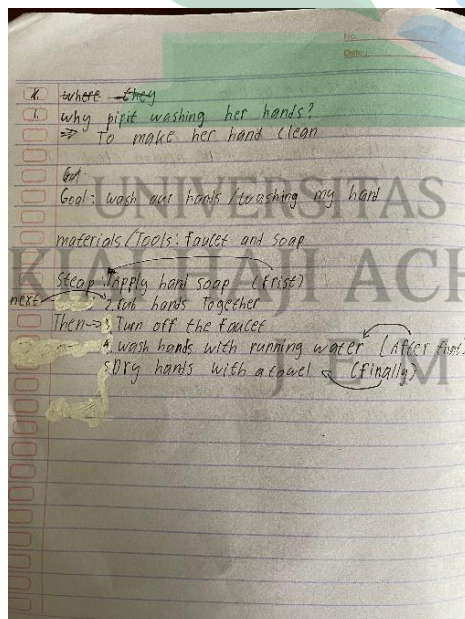 No:
Date:
X. where they
1. why pipit washing her hands?
=> To make her hand clean
Goal: wash our hands / washing my hand
materials/Tools: faucet and soap
Steap: 1. Apply hand soap (frist)
next 2. rub hands Together
Then → 3. Turn off the faucet
4. wash hands with running water (After that)
5. Dry hands with a towel (finally)
UNIVERSITAS
KIAI HAJI ACH
JEM